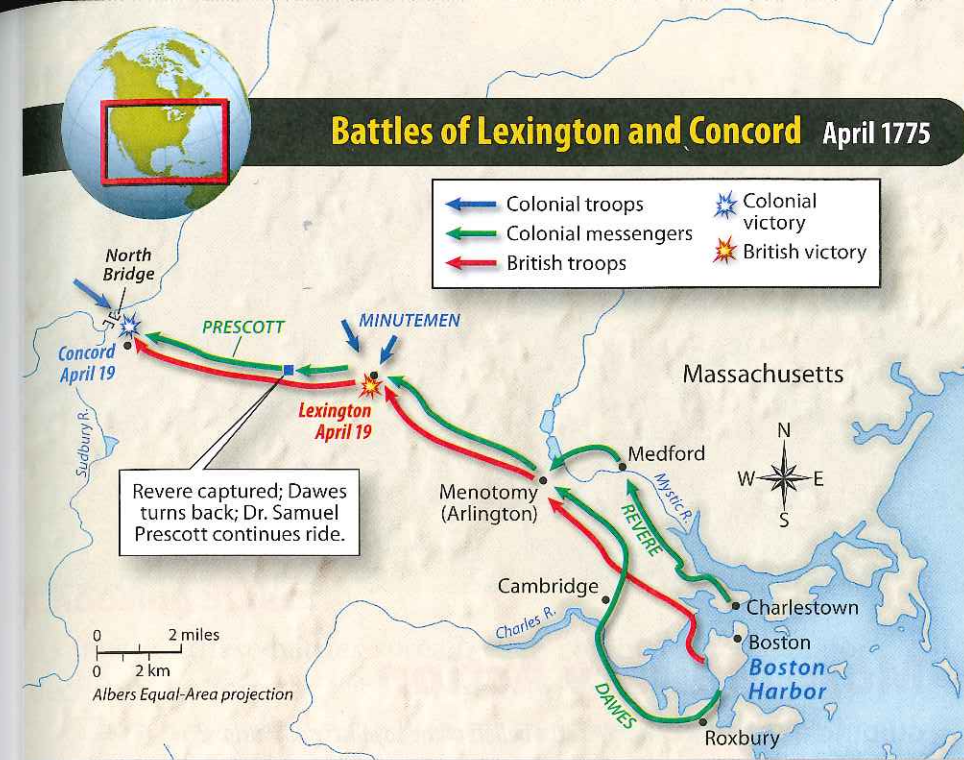 Battles of Lexington and Concord April 1775
Colonial troops
Colonial messengers
British troops
Colonial
victory
British victory
North
Bridge
PRESCOTT
MINUTEMEN
Concord
April 19
Lexington
April 19
Massachusetts
Sudbury R.
Revere captured; Dawes
turns back; Dr. Samuel
Prescott continues ride.
Menotomy
(Arlington)
Medford
Mystic R.
N
W
E
S
REVERE
Cambridge
Charles R.
Charlestown
Boston
Boston
Harbor
DAWES
Roxbury
0 2 miles
0 2 km
Albers Equal-Area projection